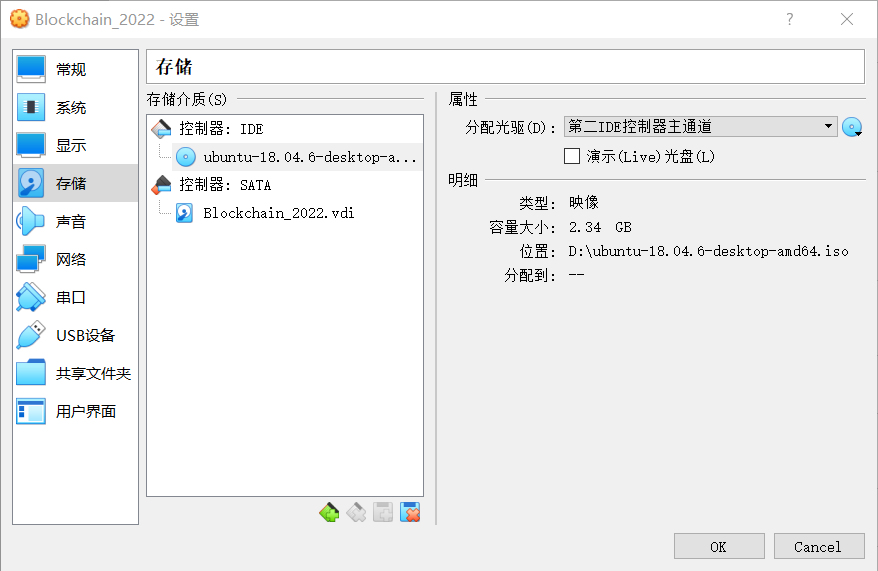 Blockchain_2022 - 设置
?
常规
系统
显示
存储
声音
网络
串口
USB设备
共享文件夹
用户界面
存储
存储介质(S)
控制器: IDE
ubuntu-18.04.6-desktop-a...
控制器: SATA
Blockchain_2022.vdi
属性
分配光驱(D): 第二IDE控制器主通道
演示(Live)光盘(L)
明细
类型: 映像
容量大小: 2.34 GB
位置: D:\ubuntu-18.04.6-desktop-amd64.iso
分配到: --
OK
Cancel